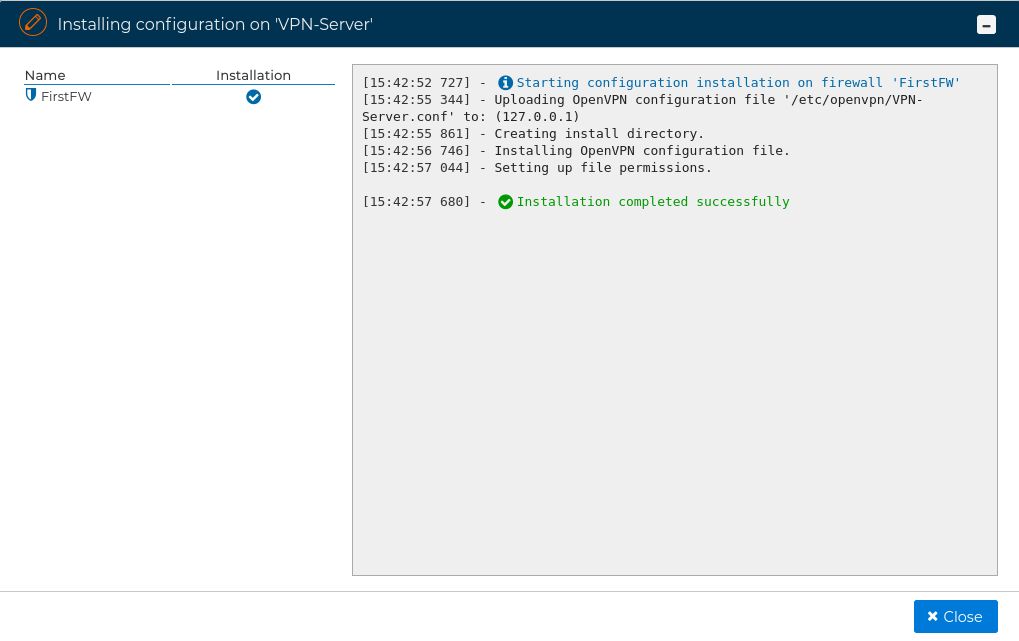 Installing configuration on 'VPN-Server'
Name Installation
FirstFW
[15:42:52 727] - Starting configuration installation on firewall 'FirstFW'
[15:42:55 344] - Uploading OpenVPN configuration file '/etc/openvpn/VPN-
Server.conf' to: (127.0.0.1)
[15:42:55 861] - Creating install directory.
[15:42:56 746] - Installing OpenVPN configuration file.
[15:42:57 044] - Setting up file permissions.
[15:42:57 680] - Installation completed successfully
Close